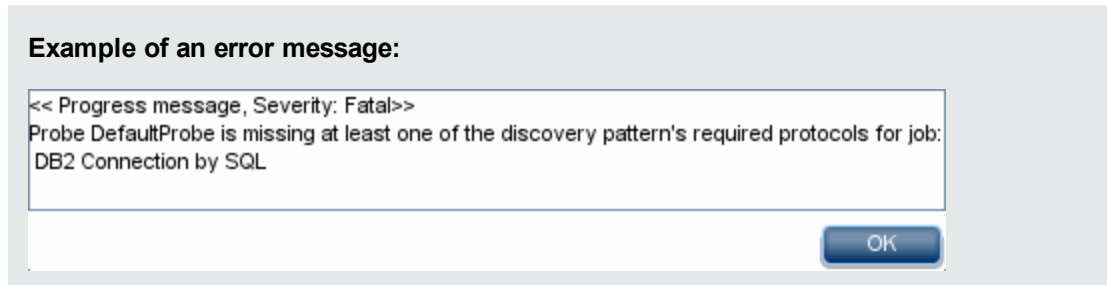 Example of an error message:
<< Progress message, Severity: Fatal>>
Probe DefaultProbe is missing at least one of the discovery pattern's required protocols for job:
DB2 Connection by SQL
OK